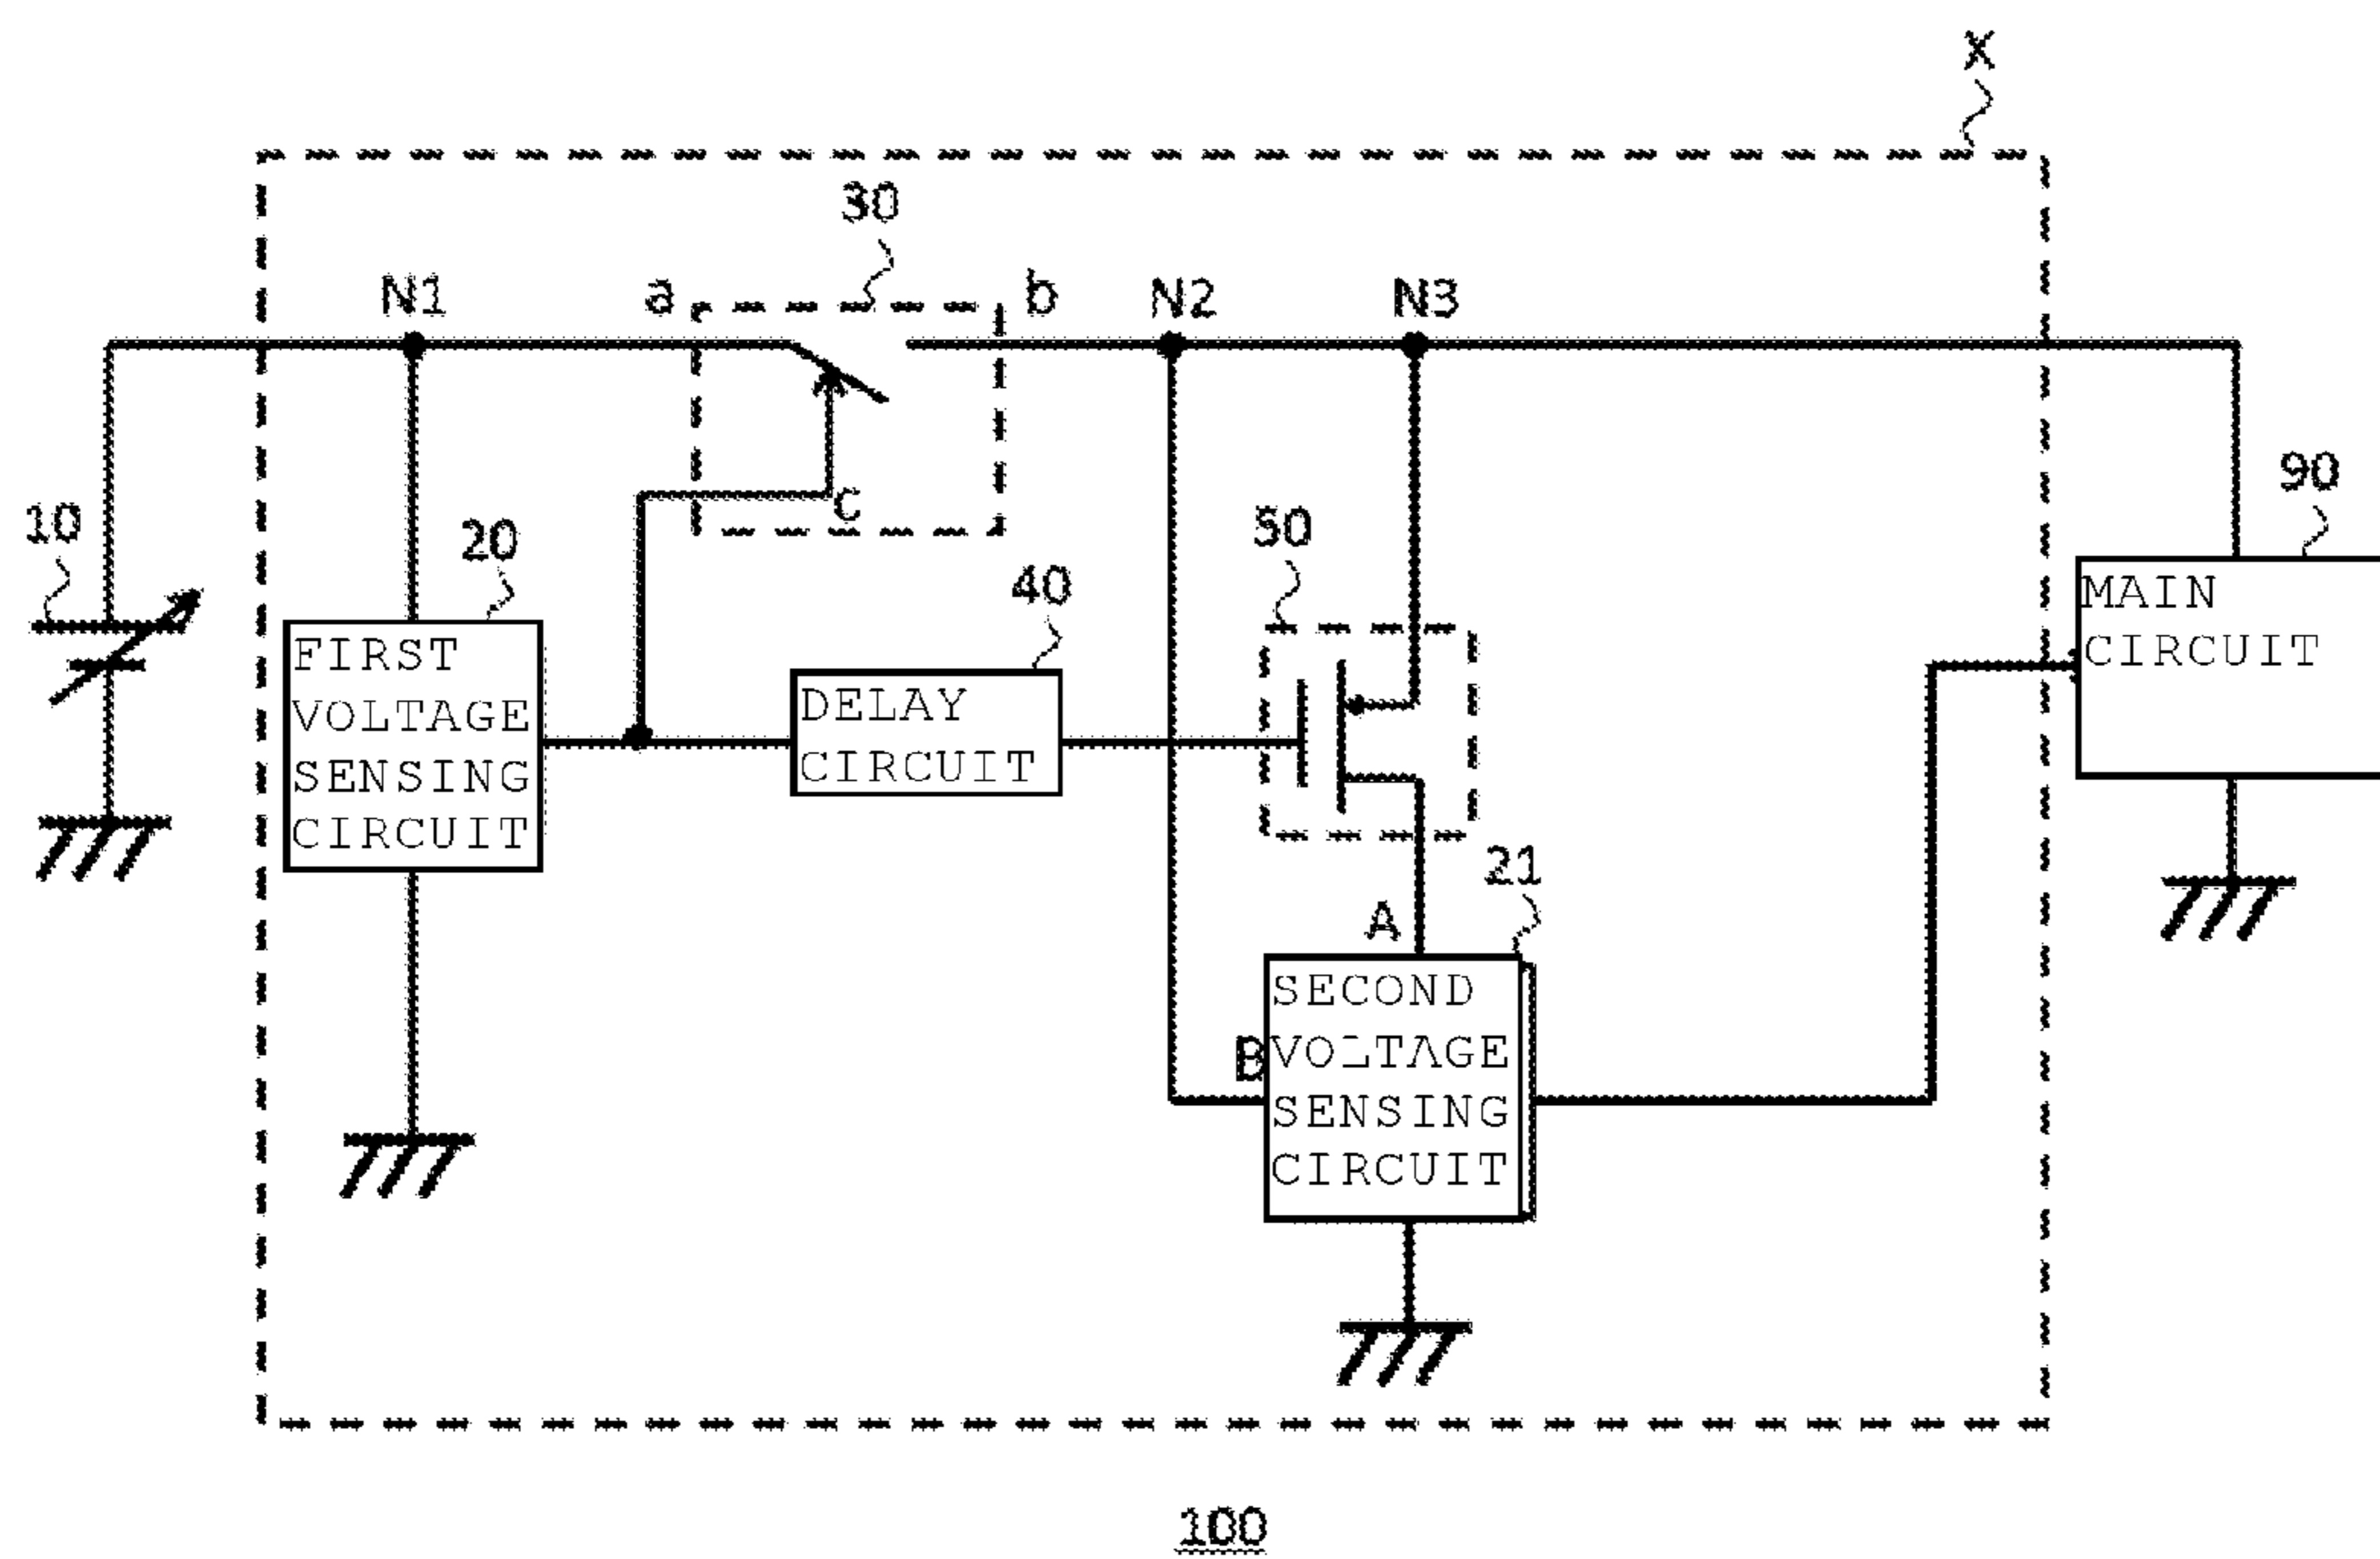 X
30
N1
a
b
N2
N3
C
10
20
40
50
90
FIRST
VOLTAGE
SENSING
CIRCUIT
DELAY
CIRCUIT
MAIN
CIRCUIT
21
A
B
SECOND
VOLTAGE
SENSING
CIRCUIT
100